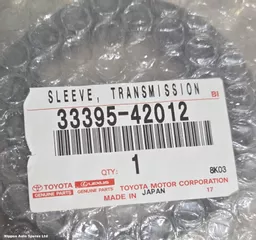 SLEEVE, TRANSMISSION BI
33395-42012
QTY:
1 8K03
TOYOTA LEXUS TOYOTA MOTOR CORPORATION
GENUINE PARTS GENUINE PARTS
MADE IN JAPAN 17